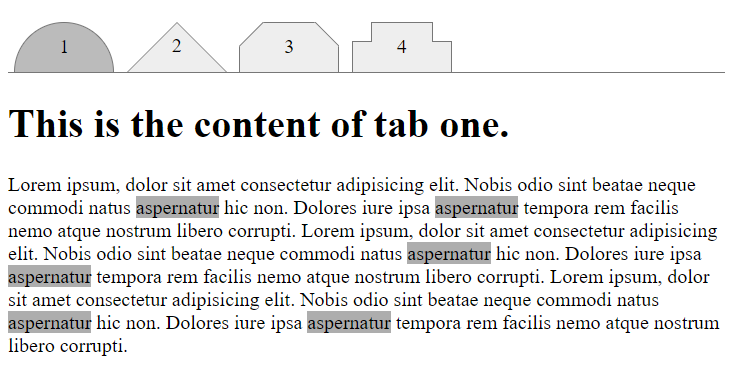 1 2 3 4
This is the content of tab one.
Lorem ipsum, dolor sit amet consectetur adipisicing elit. Nobis odio sint beatae neque
commodi natus aspernatur hic non. Dolores iure ipsa aspernatur tempora rem facilis
nemo atque nostrum libero corrupti. Lorem ipsum, dolor sit amet consectetur adipisicing
elit. Nobis odio sint beatae neque commodi natus aspernatur hic non. Dolores iure ipsa
aspernatur tempora rem facilis nemo atque nostrum libero corrupti. Lorem ipsum, dolor
sit amet consectetur adipisicing elit. Nobis odio sint beatae neque commodi natus
aspernatur hic non. Dolores iure ipsa aspernatur tempora rem facilis nemo atque nostrum
libero corrupti.